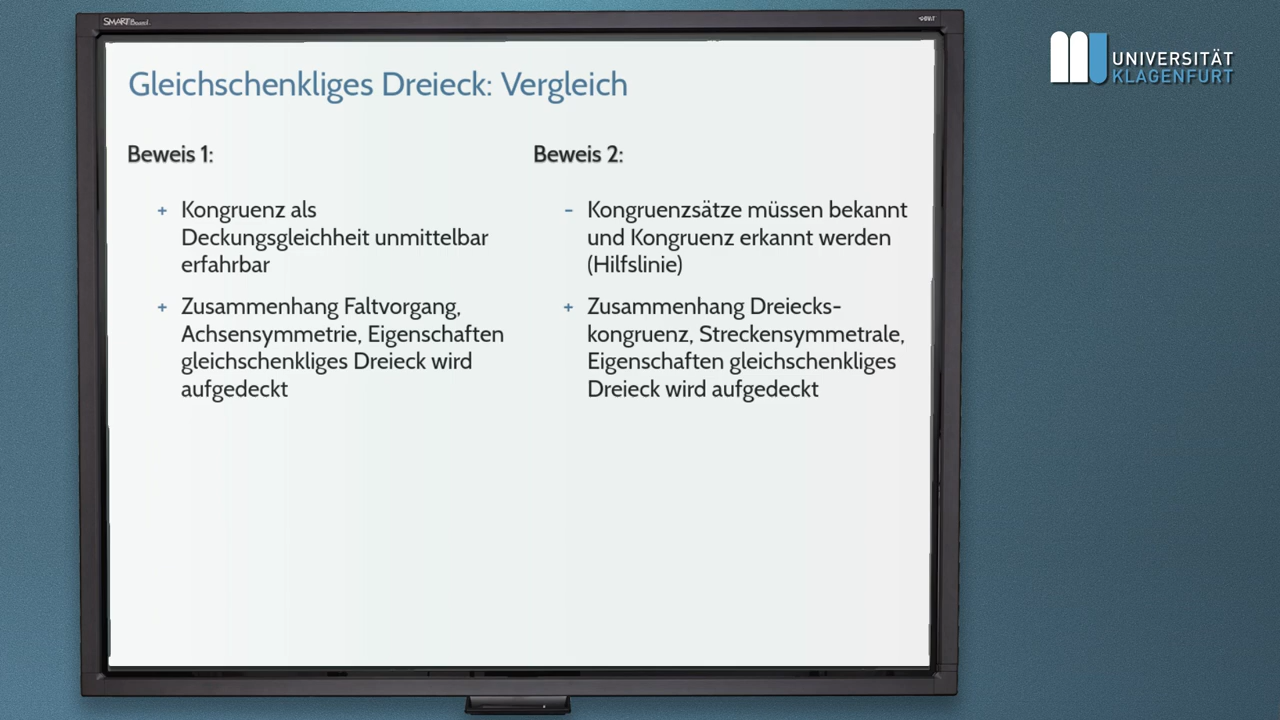 SMART Board
UNIVERSITÄT
KLAGENFURT
Gleichschenkliges Dreieck: Vergleich
Beweis 1:
+ Kongruenz als
Deckungsgleichheit unmittelbar
erfahrbar
+ Zusammenhang Faltvorgang,
Achsensymmetrie, Eigenschaften
gleichschenkliges Dreieck wird
aufgedeckt
Beweis 2:
- Kongruenzsätze müssen bekannt
und Kongruenz erkannt werden
(Hilfslinie)
+ Zusammenhang Dreiecks-
kongruenz, Streckensymmetrale,
Eigenschaften gleichschenkliges
Dreieck wird aufgedeckt